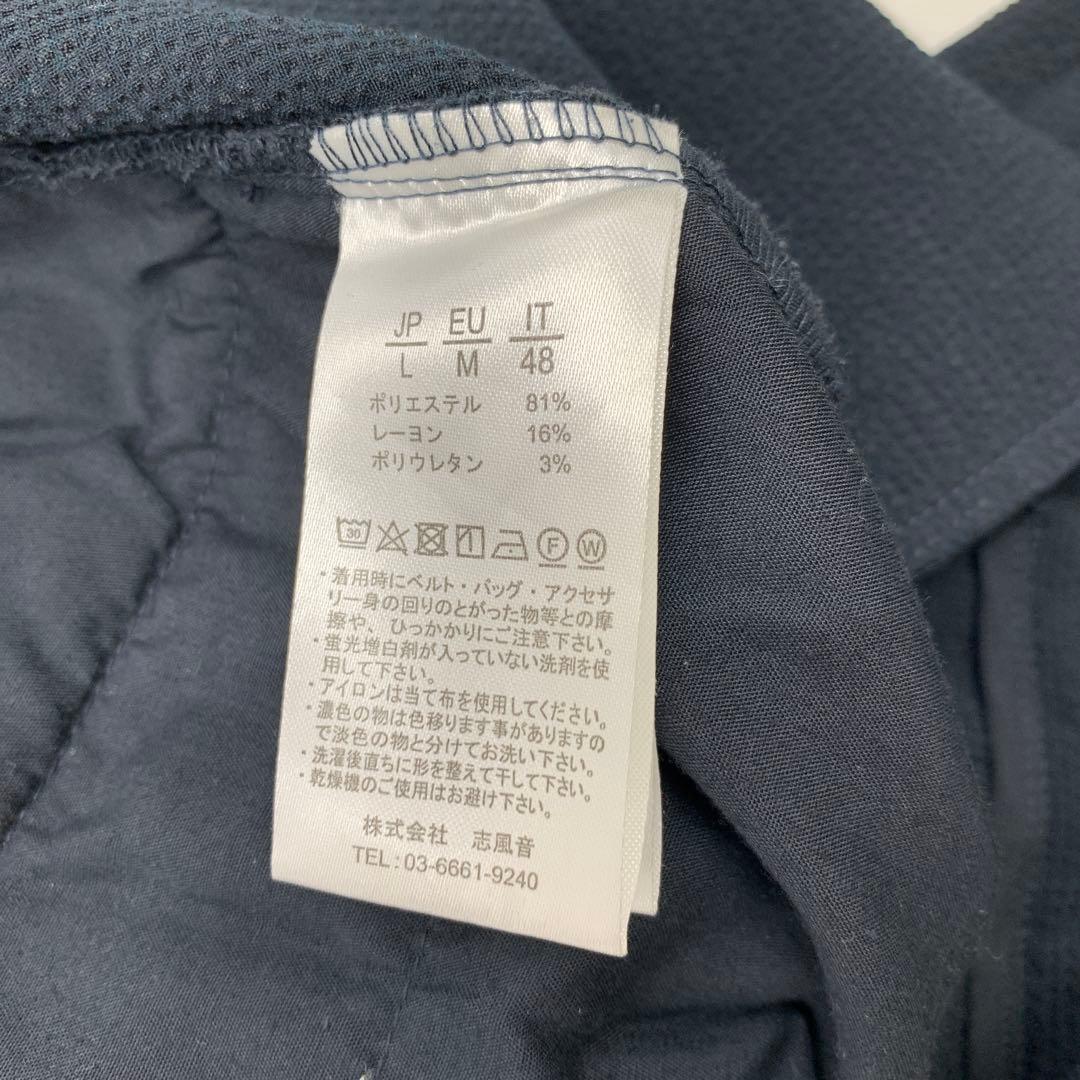 JP EU IT
L M 48
ポリエステル 81%
レーヨン 16%
ポリウレタン 3%
30 F W
・着用時にベルト・バッグ・アクセサ
リー身の回りのとがった物等との摩
擦や、ひっかかりにご注意下さい。
・蛍光増白剤が入っていない洗剤を使
用して下さい。
・アイロンは当て布を使用してください。
・濃色の物は色移りします事がありますの
で淡色の物と分けてお洗い下さい。
・洗濯後直ちに形を整えて干して下さい。
・乾燥機のご使用はお避け下さい。
株式会社 志風音
TEL:03-6661-9240